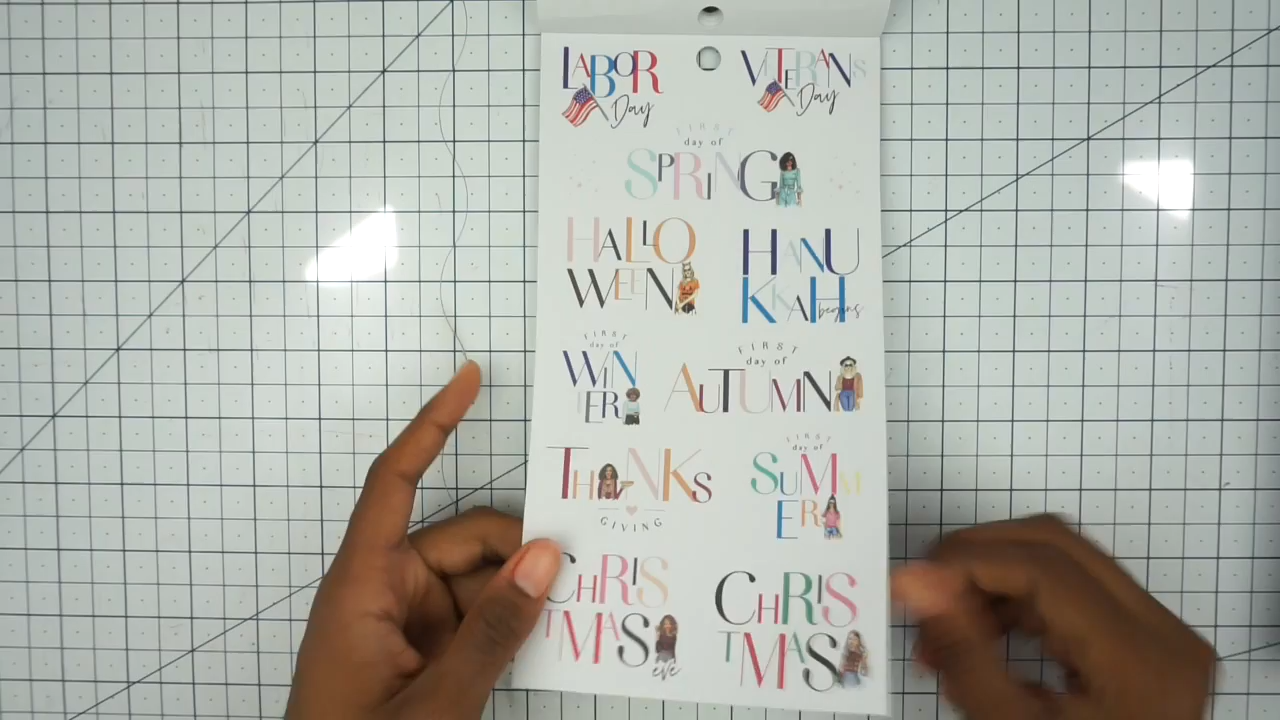 LABOR
Day
VETERANS
Day
FIRST
day of
SPRING
HALLO
WEEN
HANU
KKAH
begins
FIRST
day of
WIN
TER
FIRST
day of
AUTUMN
THANKS
GIVING
FIRST
day of
SUMM
ER
CHRIS
TMAS
eve
CHRIS
TMAS